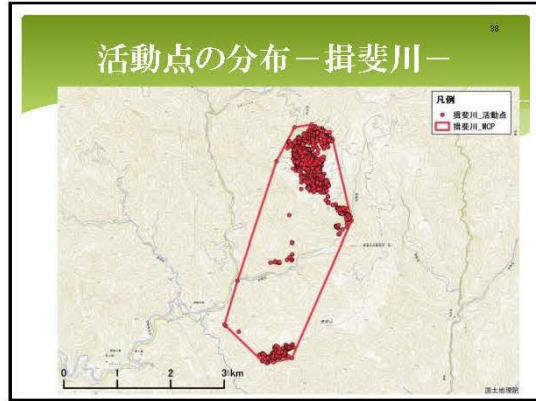 38
活動点の分布－揖斐川－
凡例
揖斐川_活動点
揖斐川_MCP
0 1 2 3 km
国土地理院